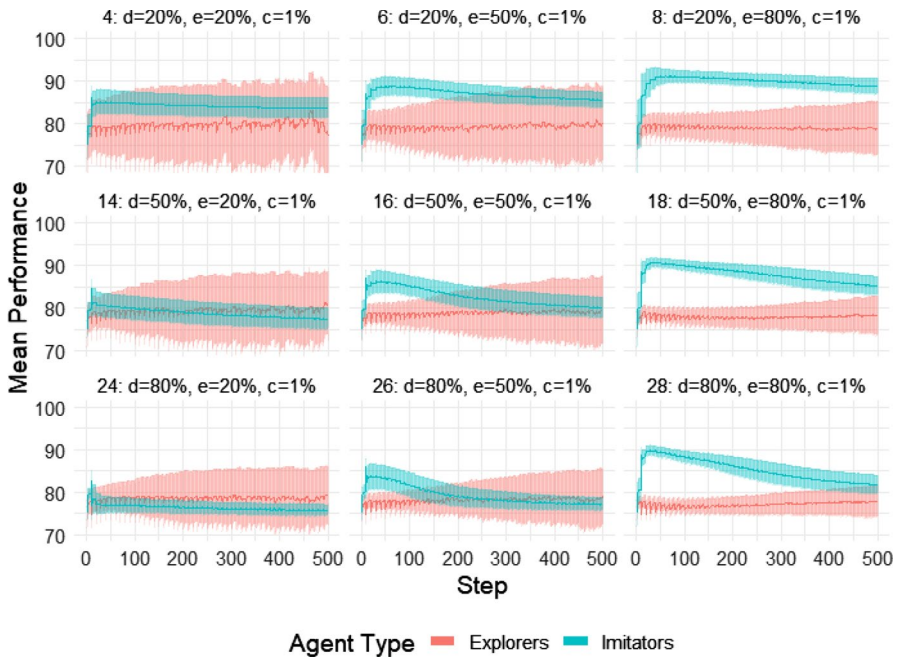 4: d=20%, e=20%, c=1% 6: d=20%, e=50%, c=1% 8: d=20%, e=80%, c=1%
100
90
80
70
14: d=50%, e=20%, c=1% 16: d=50%, e=50%, c=1% 18: d=50%, e=80%, c=1%
100
90
80
70
24: d=80%, e=20%, c=1% 26: d=80%, e=50%, c=1% 28: d=80%, e=80%, c=1%
100
90
80
70
Mean Performance
0 100 200 300 400 500 0 100 200 300 400 500 0 100 200 300 400 500
Step
Agent Type Explorers Imitators